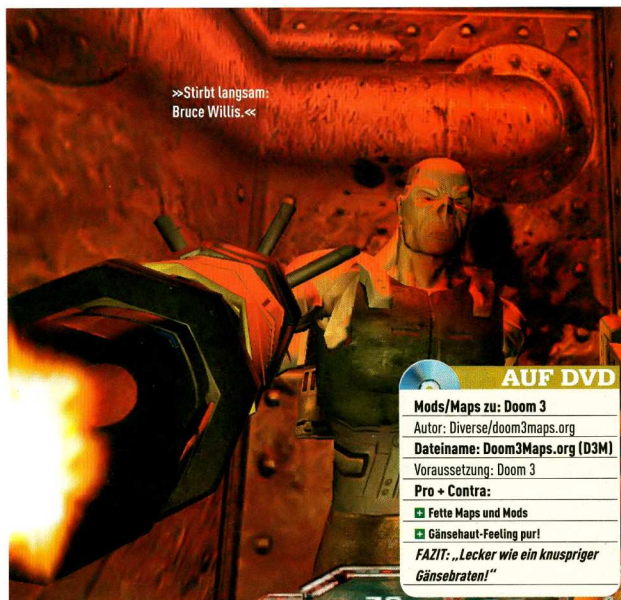 »Stirbt langsam:
Bruce Willis.«
AUF DVD
Mods/Maps zu: Doom 3
Autor: Diverse/doom3maps.org
Dateiname: Doom3Maps.org (D3M)
Voraussetzung: Doom 3
Pro + Contra:
+ Fette Maps und Mods
+ Gänsehaut-Feeling pur!
FAZIT: „Lecker wie ein knuspriger
Gänsebraten!“